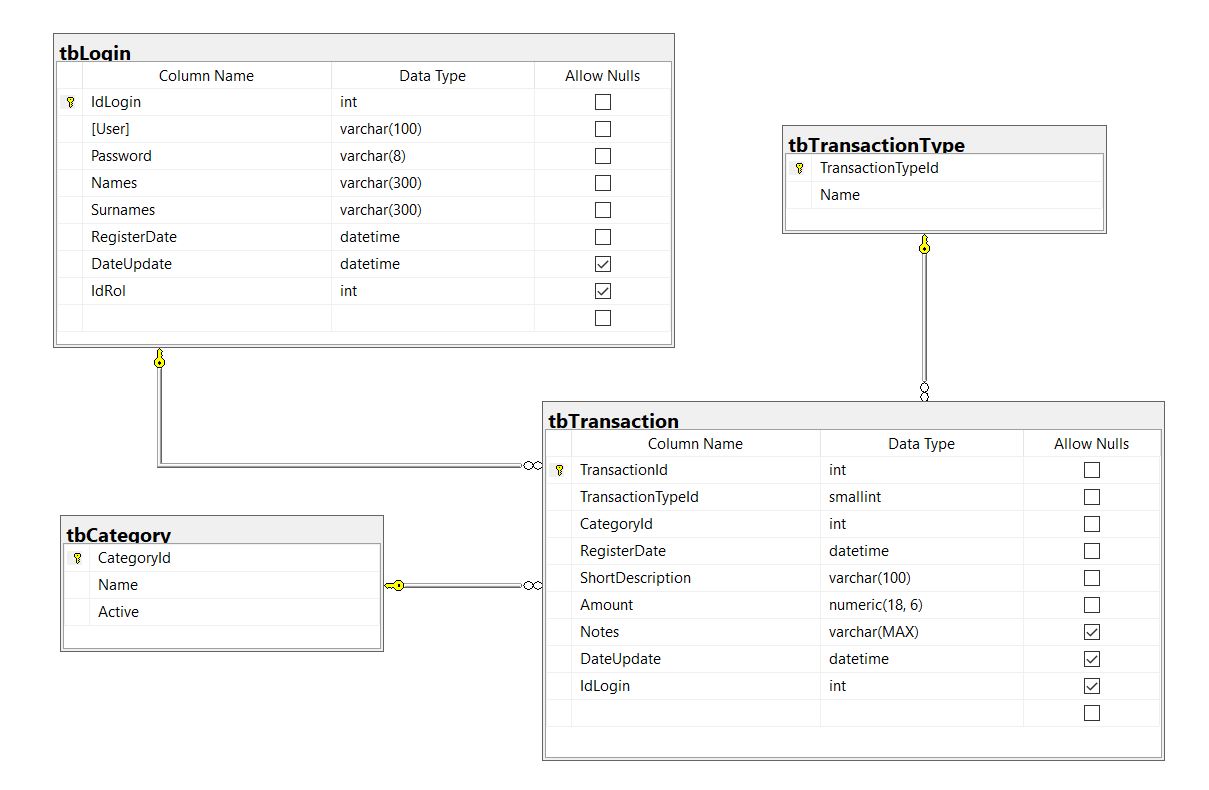 tbLogin
Column Name Data Type Allow Nulls
IdLogin int
[User] varchar(100)
Password varchar(8)
Names varchar(300)
Surnames varchar(300)
RegisterDate datetime
DateUpdate datetime
IdRol int
tbTransactionType
TransactionTypeId
Name
tbTransaction
Column Name Data Type Allow Nulls
TransactionId int
TransactionTypeId smallint
CategoryId int
RegisterDate datetime
ShortDescription varchar(100)
Amount numeric(18, 6)
Notes varchar(MAX)
DateUpdate datetime
IdLogin int
tbCategory
CategoryId
Name
Active